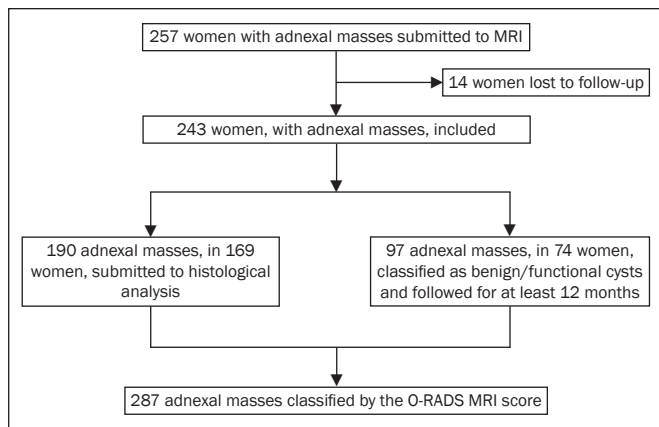 257 women with adnexal masses submitted to MRI
14 women lost to follow-up
243 women, with adnexal masses, included
190 adnexal masses, in 169
women, submitted to histological
analysis
97 adnexal masses, in 74 women,
classified as benign/functional cysts
and followed for at least 12 months
287 adnexal masses classified by the O-RADS MRI score